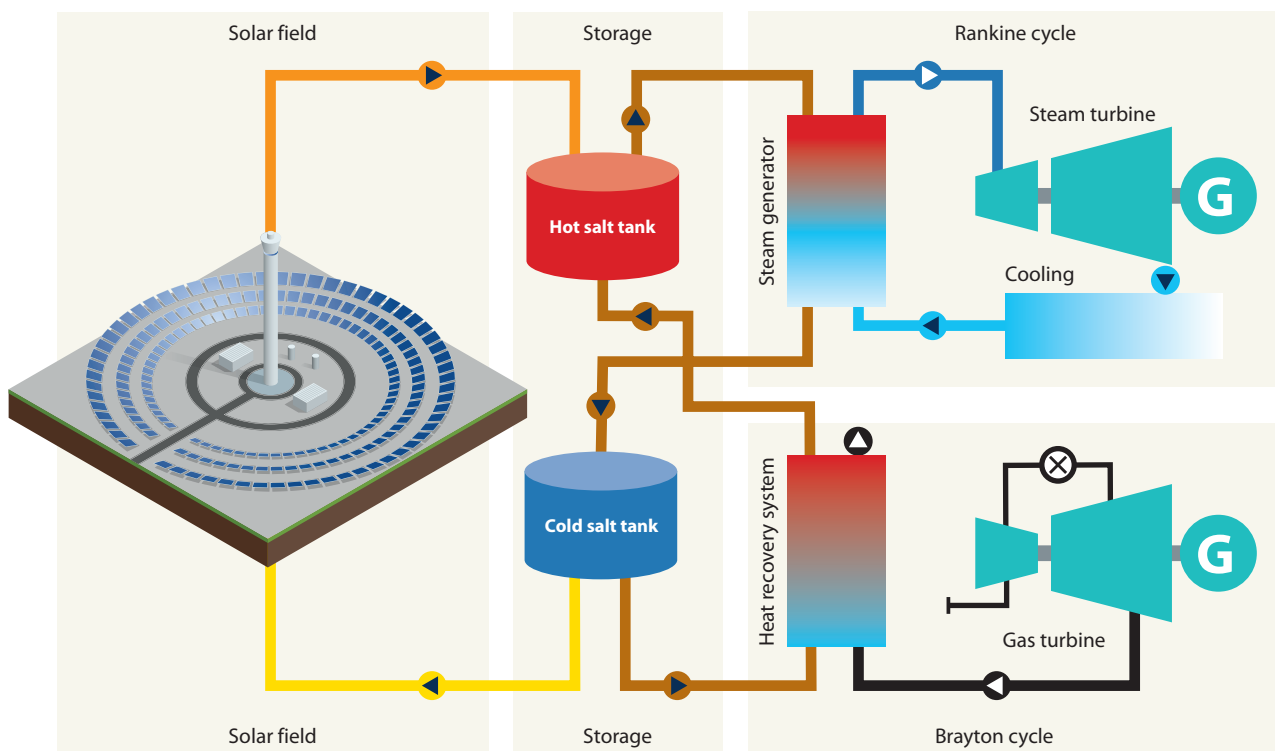 Solar field
Storage
Rankine cycle
Steam turbine
Steam generator
G
Hot salt tank
Cooling
Cold salt tank
Heat recovery system
G
Gas turbine
Solar field
Storage
Brayton cycle